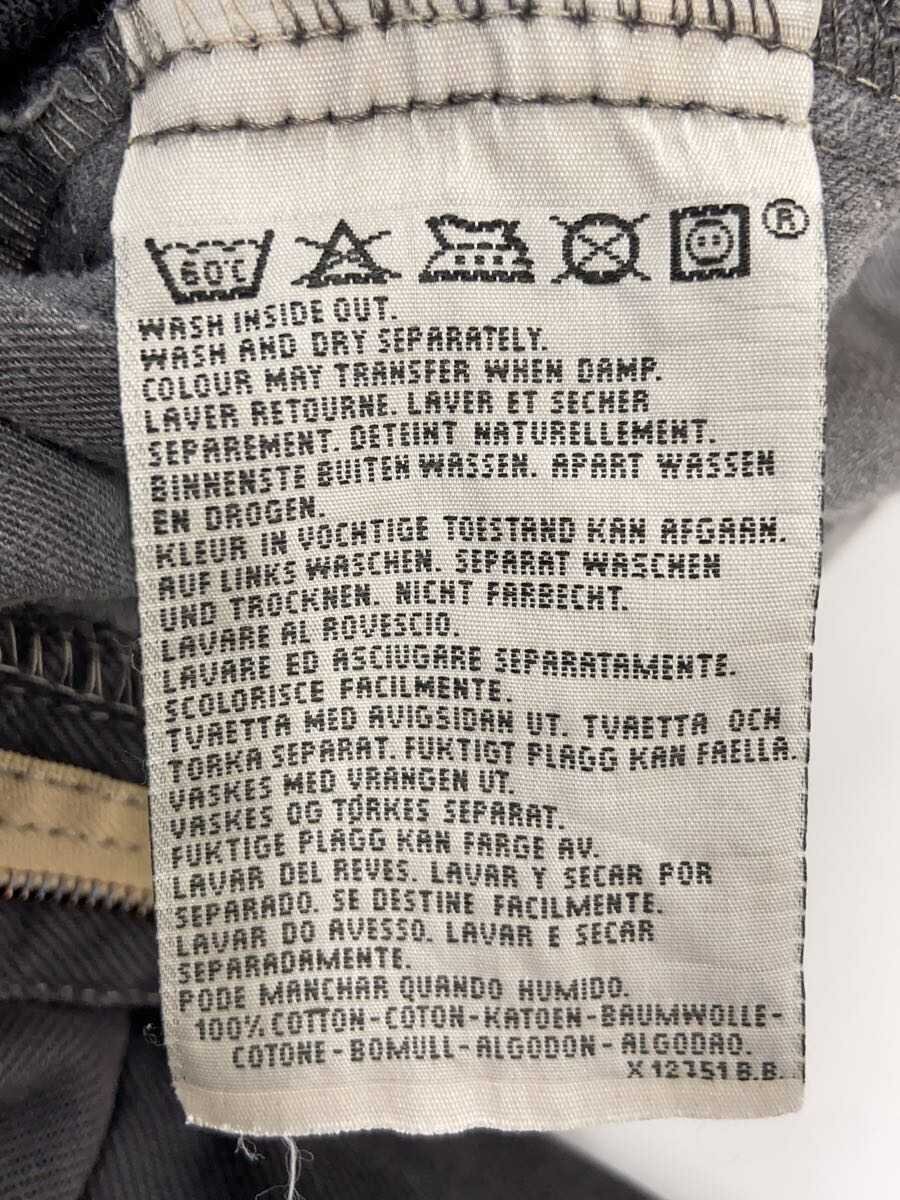 60°C
®
WASH INSIDE OUT.
WASH AND DRY SEPARATELY.
COLOUR MAY TRANSFER WHEN DAMP.
LAVER RETOURNE. LAVER ET SECHER
SEPAREMENT. DETEINT NATURELLEMENT.
BINNENSTE BUITEN WASSEN. APART WASSEN
EN DROGEN.
KLEUR IN VOCHTIGE TOESTAND KAN AFGAAN.
AUF LINKS WASCHEN. SEPARAT WASCHEN
UND TROCKNEN. NICHT FARBECHT.
LAVARE AL ROVESCIO.
LAVARE ED ASCIUGARE SEPARATAMENTE.
SCOLORISCE FACILMENTE.
TVAETTA MED AVIGSIDAN UT. TVAETTA OCH
TORKA SEPARAT. FUKTIGT PLAGG KAN FAELLA.
VASKES MED VRANGEN UT.
VASKES OG TØRKES SEPARAT.
FUKTIGE PLAGG KAN FARGE AV.
LAVAR DEL REVES. LAVAR Y SECAR POR
SEPARADO. SE DESTINE FACILMENTE.
LAVAR DO AVESSO. LAVAR E SECAR
SEPARADAMENTE.
PODE MANCHAR QUANDO HUMIDO.
100% COTTON-COTON-KATOEN-BAUMWOLLE-
COTONE-BOMULL-ALGODON-ALGODAO.
X 12751 B.B.